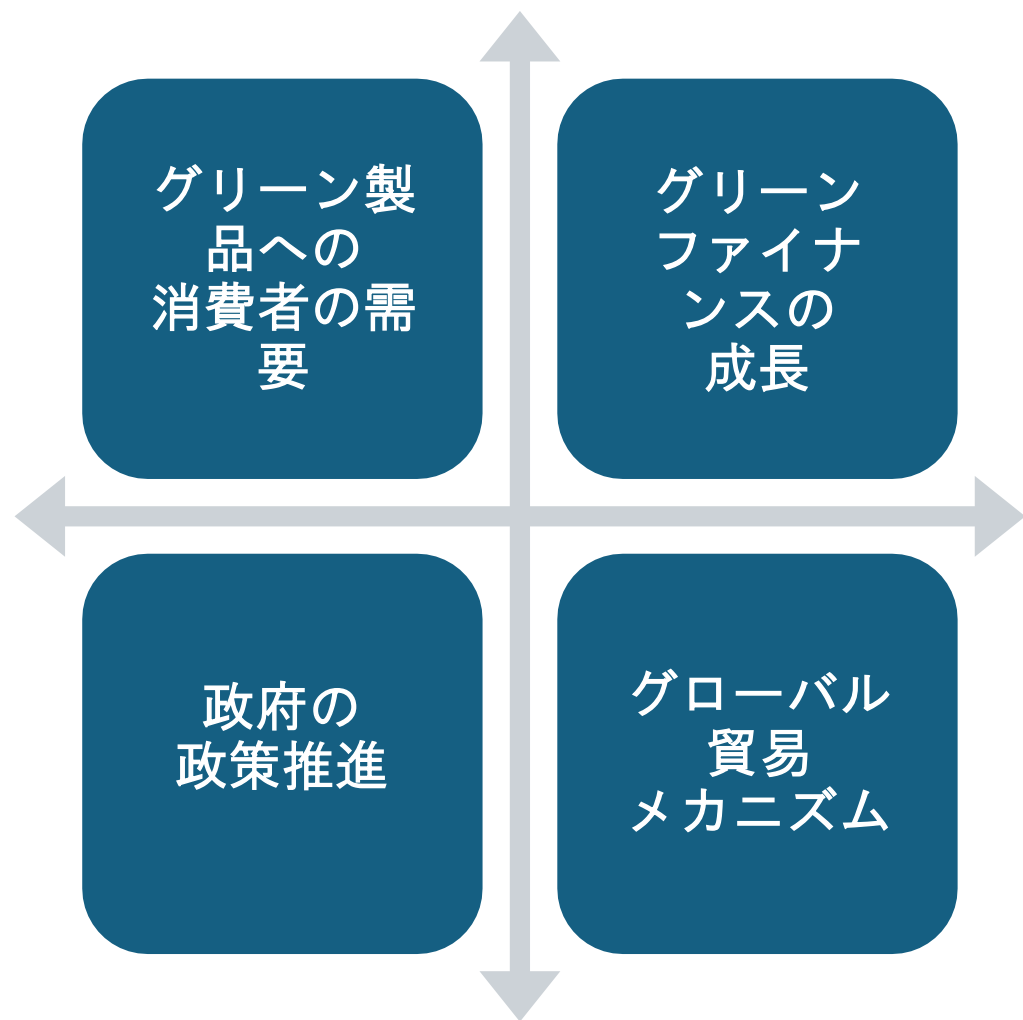 グリーン製
品への
消費者の需
要
グリーン
ファイナ
ンスの
成長
政府の
政策推進
グローバル
貿易
メカニズム